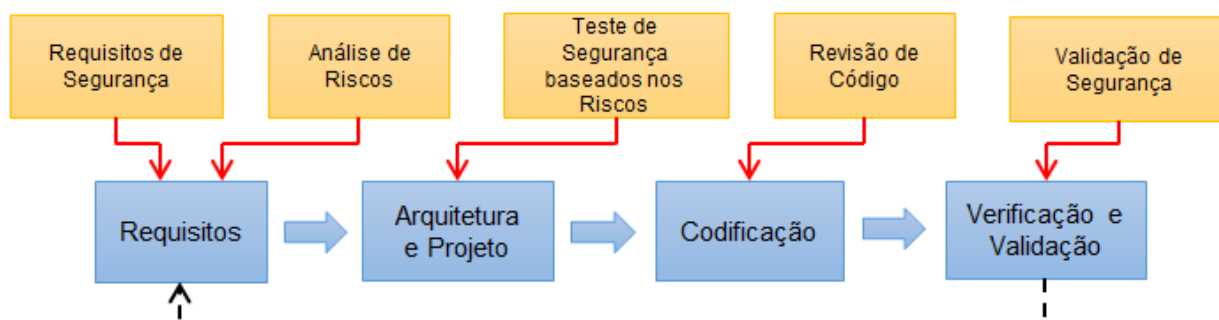 Requisitos de
Segurança
Análise de
Riscos
Teste de
Segurança
baseados nos
Riscos
Revisão de
Código
Validação de
Segurança
Requisitos
Arquitetura
e Projeto
Codificação
Verificação e
Validação